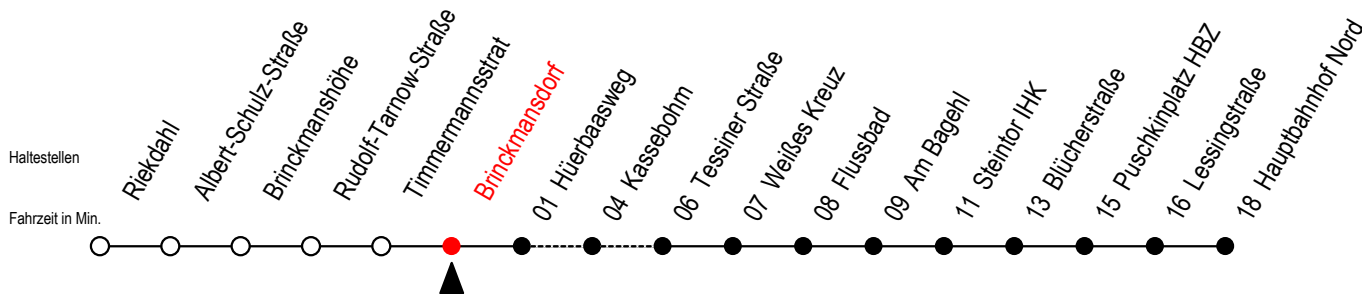 Haltestellen
Riekdahl
Albert-Schulz-Straße
Brinckmanshöhe
Rudolf-Tarnow-Straße
Timmermannsstrat
Brinckmansdorf
01 Hüerbaasweg
04 Kassebohm
06 Tessiner Straße
07 Weißes Kreuz
08 Flussbad
09 Am Bagehl
11 Steintor IHK
13 Blücherstraße
15 Puschkinplatz HBZ
16 Lessingstraße
18 Hauptbahnhof Nord
Fahrzeit in Min.